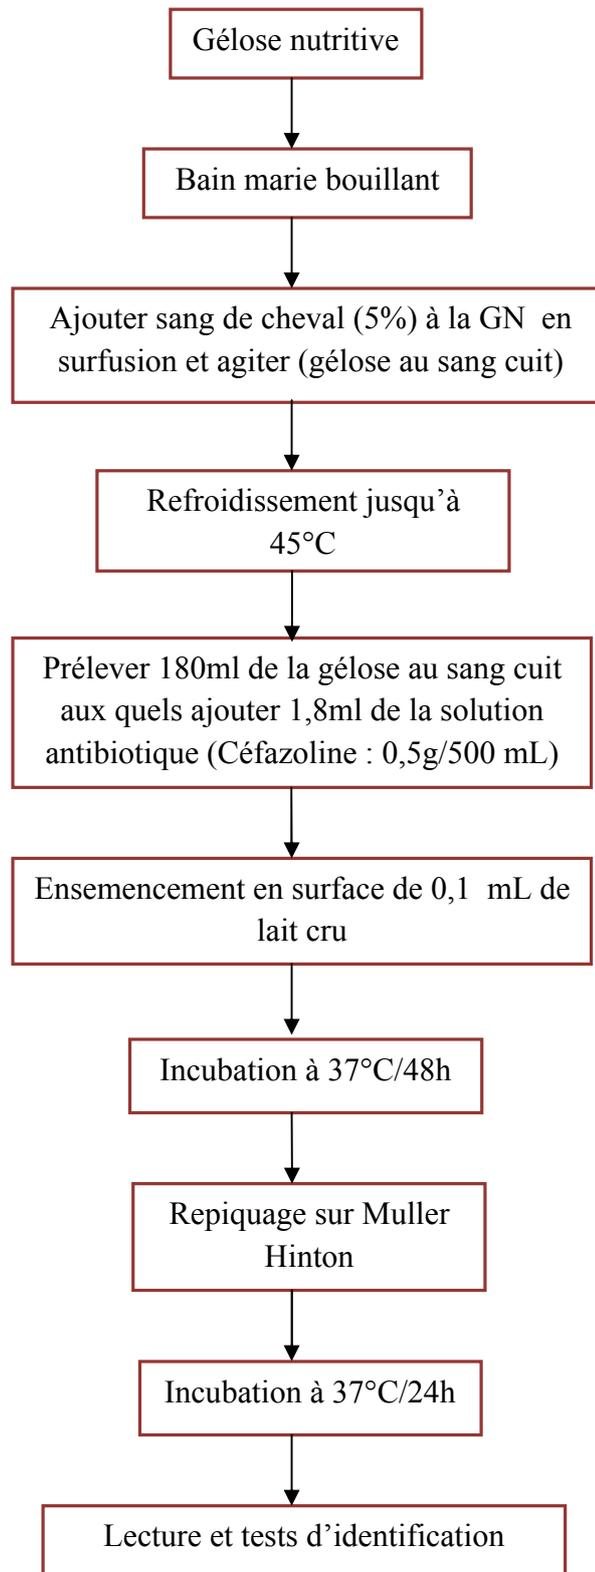 Gélose nutritive
Bain marie bouillant
Ajouter sang de cheval (5%) à la GN en
surfusion et agiter (gélose au sang cuit)
Refroidissement jusqu’à
45°C
Prélever 180ml de la gélose au sang cuit
aux quels ajouter 1,8ml de la solution
antibiotique (Céfazoline : 0,5g/500 mL)
Ensemencement en surface de 0,1 mL de
lait cru
Incubation à 37°C/48h
Repiquage sur Muller
Hinton
Incubation à 37°C/24h
Lecture et tests d’identification